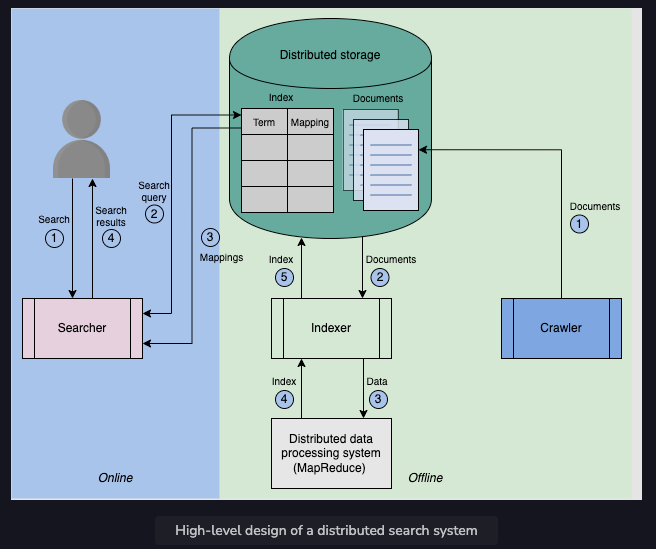 Distributed storage
Index
Documents
Term
Mapping
Search
query
2
Search
1
Search
results
4
3
Mappings
Documents
1
Index
5
Documents
2
Searcher
Indexer
Crawler
Index
4
Data
3
Distributed data
processing system
(MapReduce)
Online
Offline
High-level design of a distributed search system